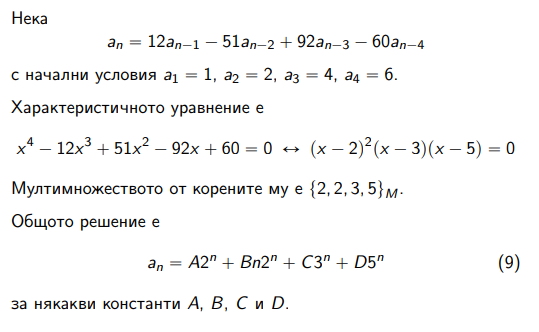 Нека
aₙ = 12aₙ₋₁ − 51aₙ₋₂ + 92aₙ₋₃ − 60aₙ₋₄
с начални условия a₁ = 1, a₂ = 2, a₃ = 4, a₄ = 6.
Характеристичното уравнение е
x⁴ − 12x³ + 51x² − 92x + 60 = 0 ↔ (x − 2)²(x − 3)(x − 5) = 0
Мултимножеството от корените му е {2, 2, 3, 5}_M.
Общото решение е
aₙ = A2ⁿ + Bn2ⁿ + C3ⁿ + D5ⁿ (9)
за някакви константи A, B, C и D.